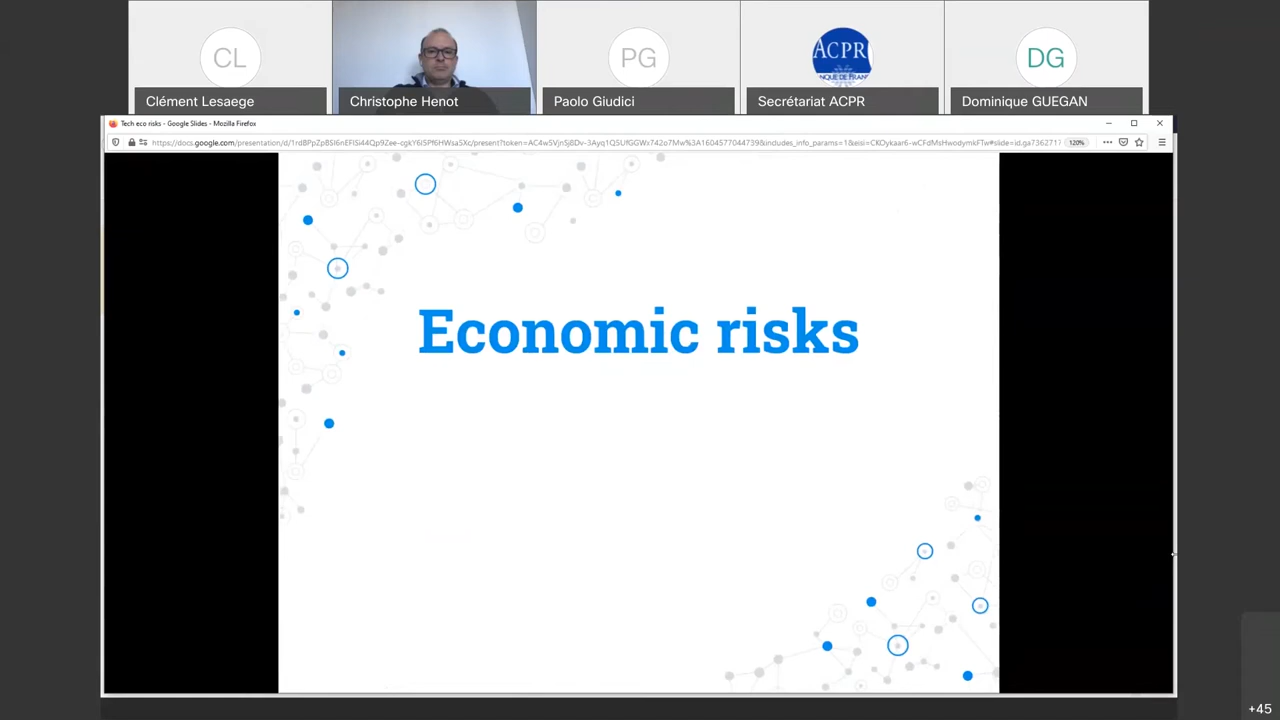 CL
PG
ACPR
DG
Clément Lesaege
Christophe Henot
Paolo Giudici
Secrétariat ACPR
Dominique GUEGAN
Tech eco risks - Google Slides - Mozilla Firefox
120%
Economic risks
+45